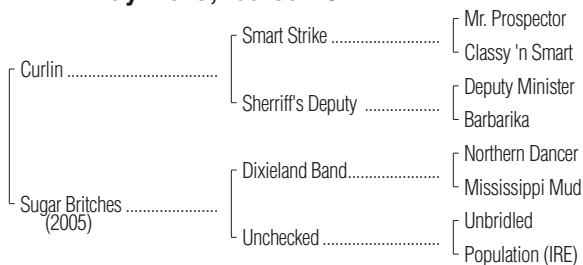 Mr. Prospector
Smart Strike ..........................
Classy 'n Smart
Curlin ....................................
Deputy Minister
Sherriff's Deputy ..................
Barbarika
Northern Dancer
Dixieland Band......................
Mississippi Mud
Sugar Britches ......................
(2005)
Unbridled
Unchecked ............................
Population (IRE)